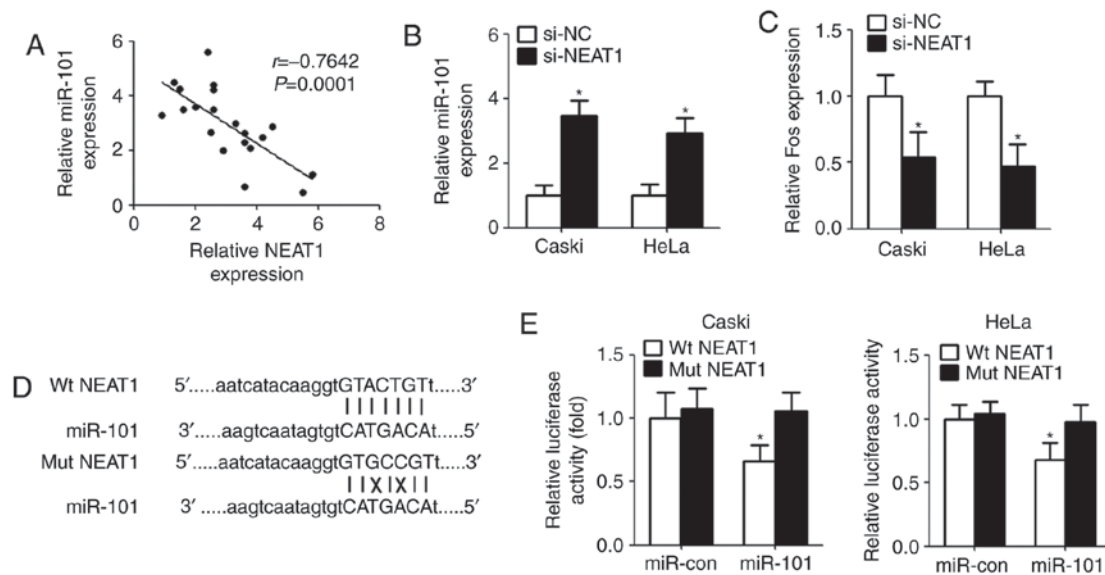 A
Relative miR-101
expression
6
4
2
0
0 2 4 6 8
r=−0.7642
P=0.0001
Relative NEAT1
expression
B
si-NC
si-NEAT1
Relative miR-101
expression
6
4
2
0
*
*
Caski HeLa
C
si-NC
si-NEAT1
Relative Fos expression
1.5
1.0
0.5
0.0
*
*
Caski HeLa
D
Wt NEAT1 5′.....aatcatacaaggtGTACTGTt.....3′
miR-101 3′.....aagtcaatagtgtCATGACAt.....5′
Mut NEAT1 5′.....aatcatacaaggtGTGCCGTt.....3′
X X
miR-101 3′ ...aagtcaatagtgtCATGACAt.....5′
E
Caski
Wt NEAT1
Mut NEAT1
Relative luciferase
activity (fold)
1.5
1.0
0.5
0.0
*
miR-con miR-101
HeLa
Wt NEAT1
Mut NEAT1
Relative luciferase activity
1.5
1.0
0.5
0.0
*
miR-con miR-101